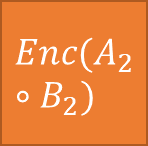 Enc(A₂
∘ B₂)